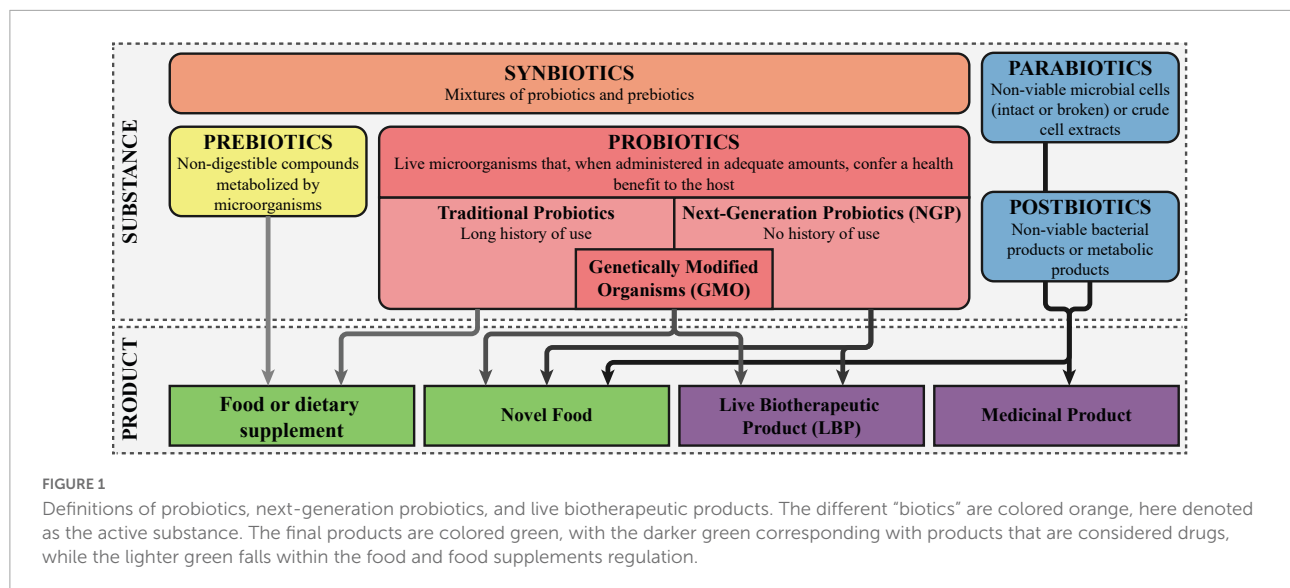 SUBSTANCE
SYNBIOTICS
Mixtures of probiotics and prebiotics
PARABIOTICS
Non-viable microbial cells
(intact or broken) or crude
cell extracts
PREBIOTICS
Non-digestible compounds
metabolized by
microorganisms
PROBIOTICS
Live microorganisms that, when administered in adequate amounts, confer a health
benefit to the host
Traditional Probiotics
Long history of use
Next-Generation Probiotics (NGP)
No history of use
Genetically Modified
Organisms (GMO)
POSTBIOTICS
Non-viable bacterial
products or metabolic
products
PRODUCT
Food or dietary
supplement
Novel Food
Live Biotherapeutic
Product (LBP)
Medicinal Product
FIGURE 1
Definitions of probiotics, next-generation probiotics, and live biotherapeutic products. The different “biotics” are colored orange, here denoted
as the active substance. The final products are colored green, with the darker green corresponding with products that are considered drugs,
while the lighter green falls within the food and food supplements regulation.